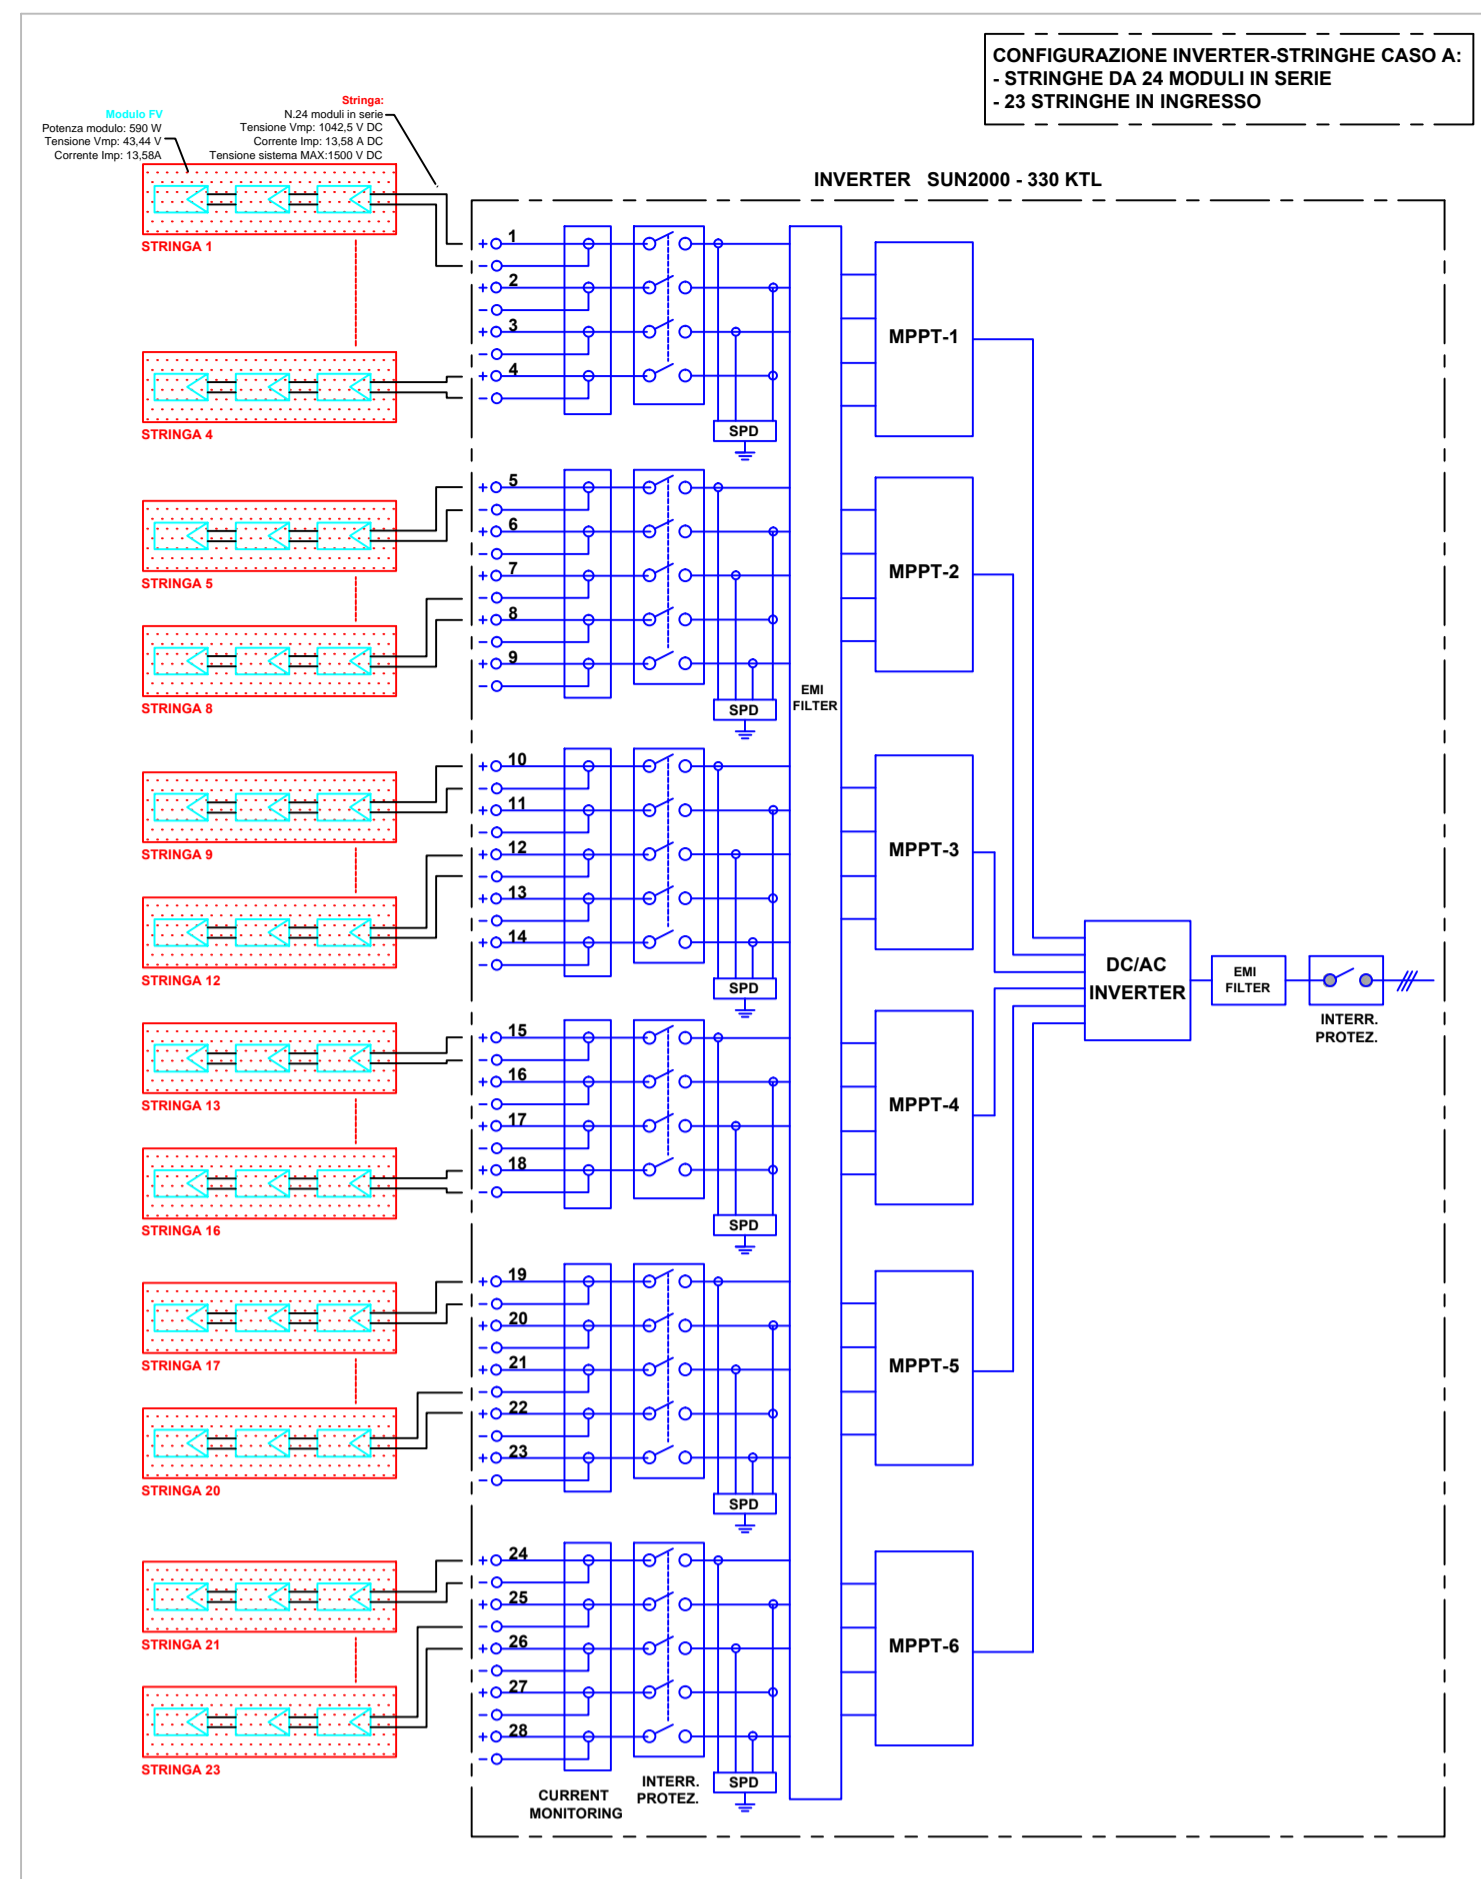 CONFIGURAZIONE INVERTER-STRINGHE CASO A:
- STRINGHE DA 24 MODULI IN SERIE
- 23 STRINGHE IN INGRESSO
Modulo FV
Potenza modulo: 590 W
Tensione Vmp: 43,44 V
Corrente Imp: 13,58A
Stringa:
N.24 moduli in serie
Tensione Vmp: 1042,5 V DC
Corrente Imp: 13,58 A DC
Tensione sistema MAX:1500 V DC
INVERTER SUN2000 - 330 KTL
STRINGA 1
STRINGA 4
STRINGA 5
STRINGA 8
STRINGA 9
STRINGA 12
STRINGA 13
STRINGA 16
STRINGA 17
STRINGA 20
STRINGA 21
STRINGA 23
+ 1
-
+ 2
-
+ 3
-
+ 4
-
SPD
+ 5
-
+ 6
-
+ 7
-
+ 8
-
+ 9
-
SPD
+ 10
-
+ 11
-
+ 12
-
+ 13
-
+ 14
-
SPD
+ 15
-
+ 16
-
+ 17
-
+ 18
-
SPD
+ 19
-
+ 20
-
+ 21
-
+ 22
-
+ 23
-
SPD
+ 24
-
+ 25
-
+ 26
-
+ 27
-
+ 28
-
SPD
CURRENT
MONITORING
INTERR.
PROTEZ.
EMI
FILTER
MPPT-1
MPPT-2
MPPT-3
MPPT-4
MPPT-5
MPPT-6
DC/AC
INVERTER
EMI
FILTER
INTERR.
PROTEZ.